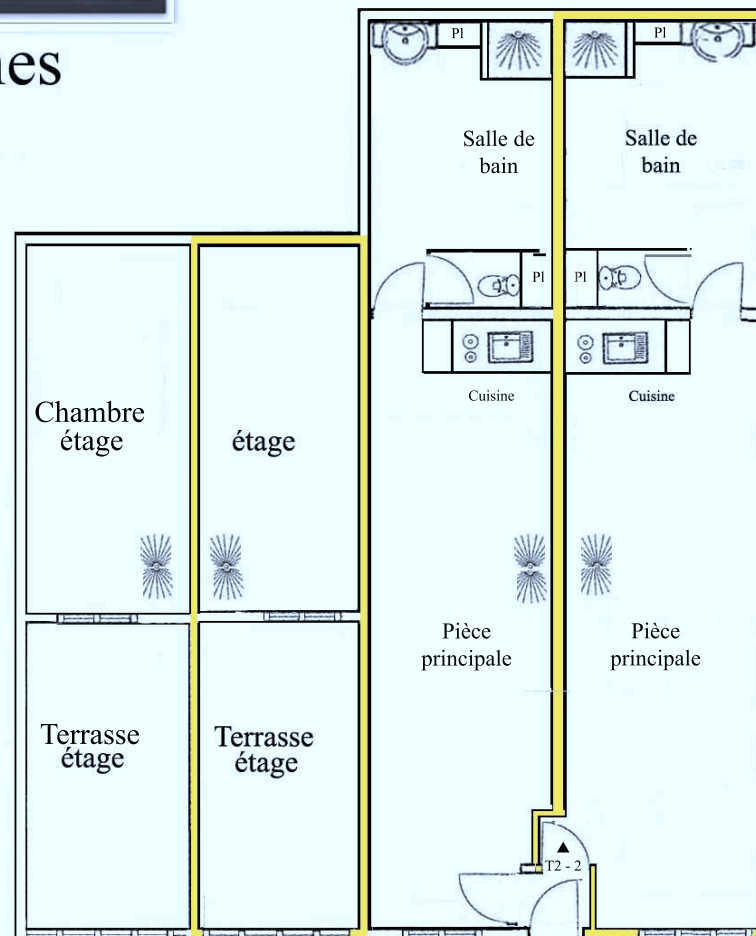 es
Pl
Pl
Salle de
bain
Salle de
bain
Pl
Pl
Cuisine
Cuisine
Chambre
étage
étage
Pièce
principale
Pièce
principale
Terrasse
étage
Terrasse
étage
T2 - 2